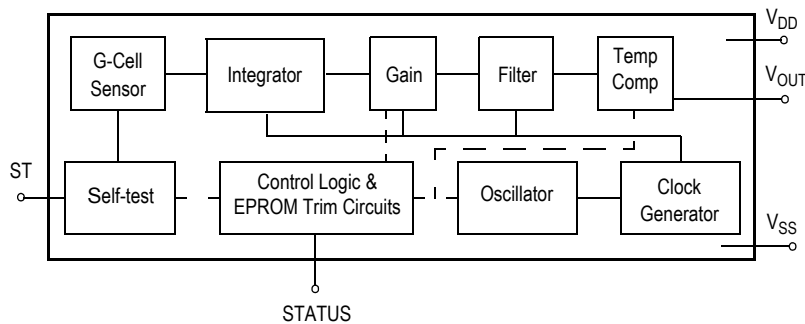 V_DD
G-Cell
Sensor
Integrator
Gain
Filter
Temp
Comp
V_OUT
ST
Self-test
Control Logic &
EPROM Trim Circuits
Oscillator
Clock
Generator
V_SS
STATUS